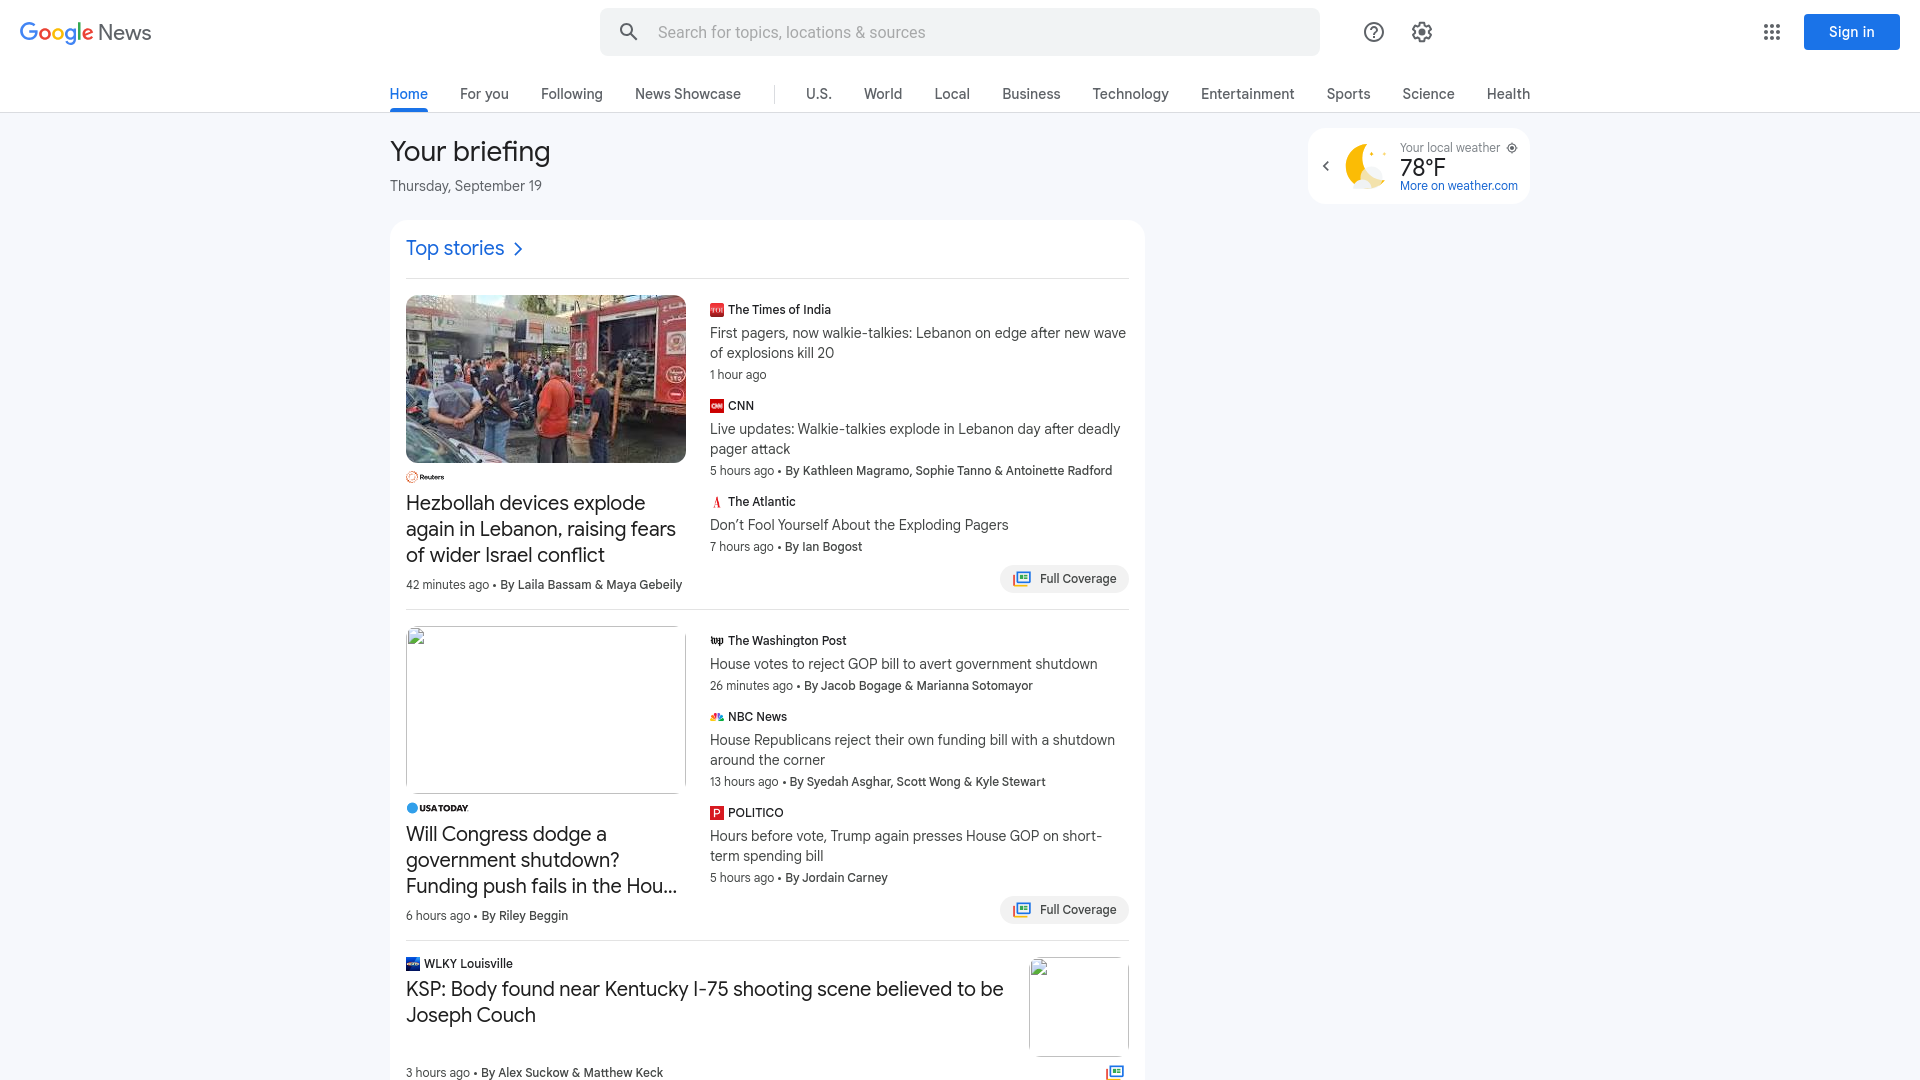 Google News
Search for topics, locations & sources
Sign in
Home
For you
Following
News Showcase
U.S.
World
Local
Business
Technology
Entertainment
Sports
Science
Health
Your briefing
Thursday, September 19
Your local weather
78°F
More on weather.com
Top stories
Reuters
Hezbollah devices explode
again in Lebanon, raising fears
of wider Israel conflict
42 minutes ago • By Laila Bassam & Maya Gebeily
The Times of India
First pagers, now walkie-talkies: Lebanon on edge after new wave
of explosions kill 20
1 hour ago
CNN
Live updates: Walkie-talkies explode in Lebanon day after deadly
pager attack
5 hours ago • By Kathleen Magramo, Sophie Tanno & Antoinette Radford
The Atlantic
Don’t Fool Yourself About the Exploding Pagers
7 hours ago • By Ian Bogost
Full Coverage
USA TODAY
Will Congress dodge a
government shutdown?
Funding push fails in the Hou...
6 hours ago • By Riley Beggin
The Washington Post
House votes to reject GOP bill to avert government shutdown
26 minutes ago • By Jacob Bogage & Marianna Sotomayor
NBC News
House Republicans reject their own funding bill with a shutdown
around the corner
13 hours ago • By Syedah Asghar, Scott Wong & Kyle Stewart
POLITICO
Hours before vote, Trump again presses House GOP on short-
term spending bill
5 hours ago • By Jordain Carney
Full Coverage
WLKY Louisville
KSP: Body found near Kentucky I-75 shooting scene believed to be
Joseph Couch
3 hours ago • By Alex Suckow & Matthew Keck